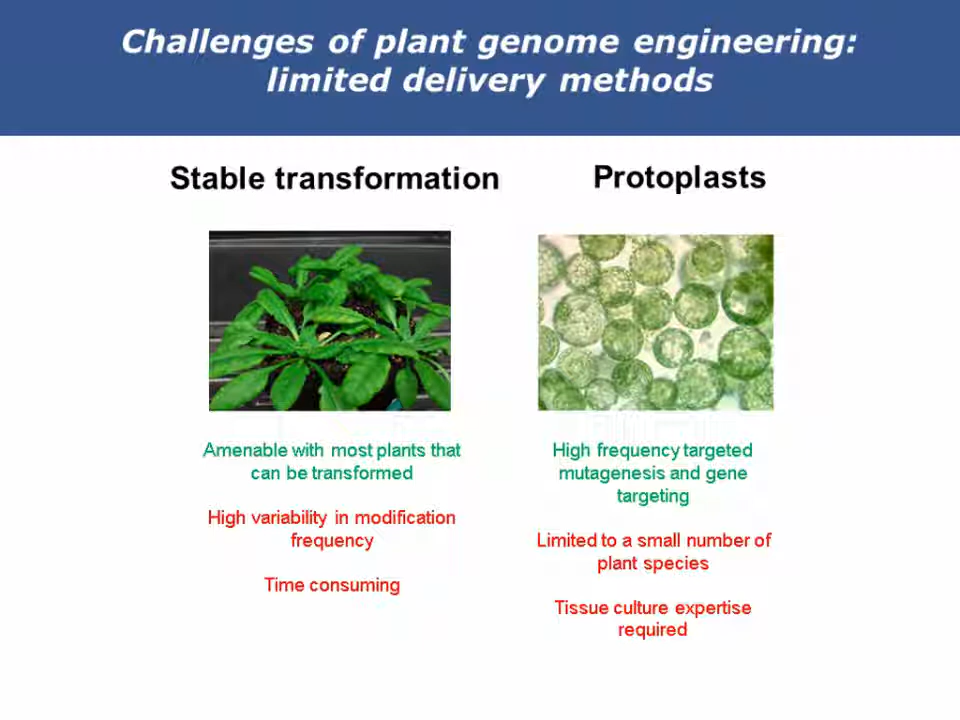 Challenges of plant genome engineering:
limited delivery methods
Stable transformation
Protoplasts
Amenable with most plants that
can be transformed
High variability in modification
frequency
Time consuming
High frequency targeted
mutagenesis and gene
targeting
Limited to a small number of
plant species
Tissue culture expertise
required